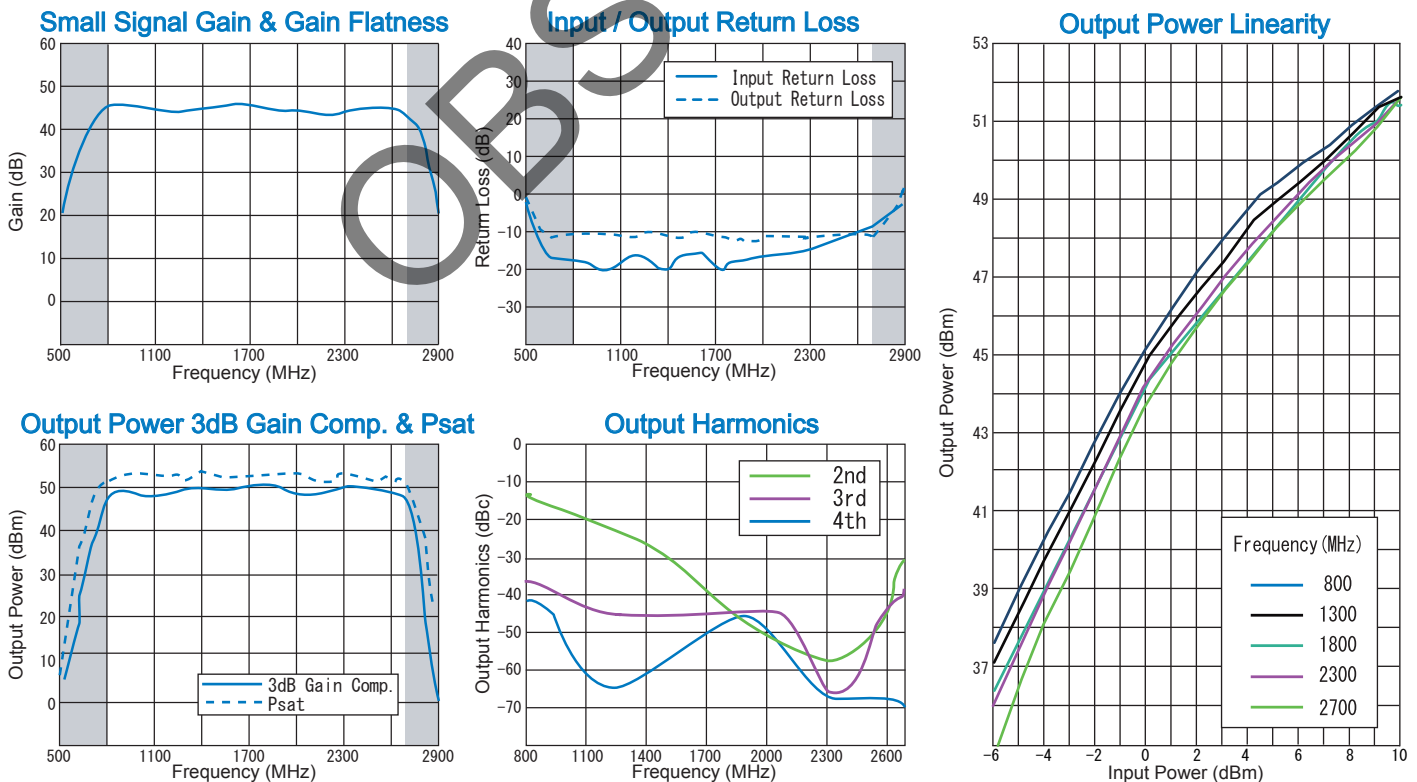 Small Signal Gain & Gain Flatness
60
50
40
30
20
10
0
Gain (dB)
500 1100 1700 2300 2900
Frequency (MHz)
Input / Output Return Loss
40
30
20
10
0
-10
-20
-30
Return Loss (dB)
Input Return Loss
Output Return Loss
500 1100 1700 2300 2900
Frequency (MHz)
OBS
Output Power 3dB Gain Comp. & Psat
60
50
40
30
20
10
0
Output Power (dBm)
3dB Gain Comp.
Psat
500 1100 1700 2300 2900
Frequency (MHz)
Output Harmonics
0
-10
-20
-30
-40
-50
-60
-70
Output Harmonics (dBc)
2nd
3rd
4th
800 1100 1400 1700 2000 2300 2600
Frequency (MHz)
Output Power Linearity
53
51
49
47
45
43
41
39
37
Output Power (dBm)
Frequency(MHz)
800
1300
1800
2300
2700
-6 -4 -2 0 2 4 6 8 10
Input Power (dBm)